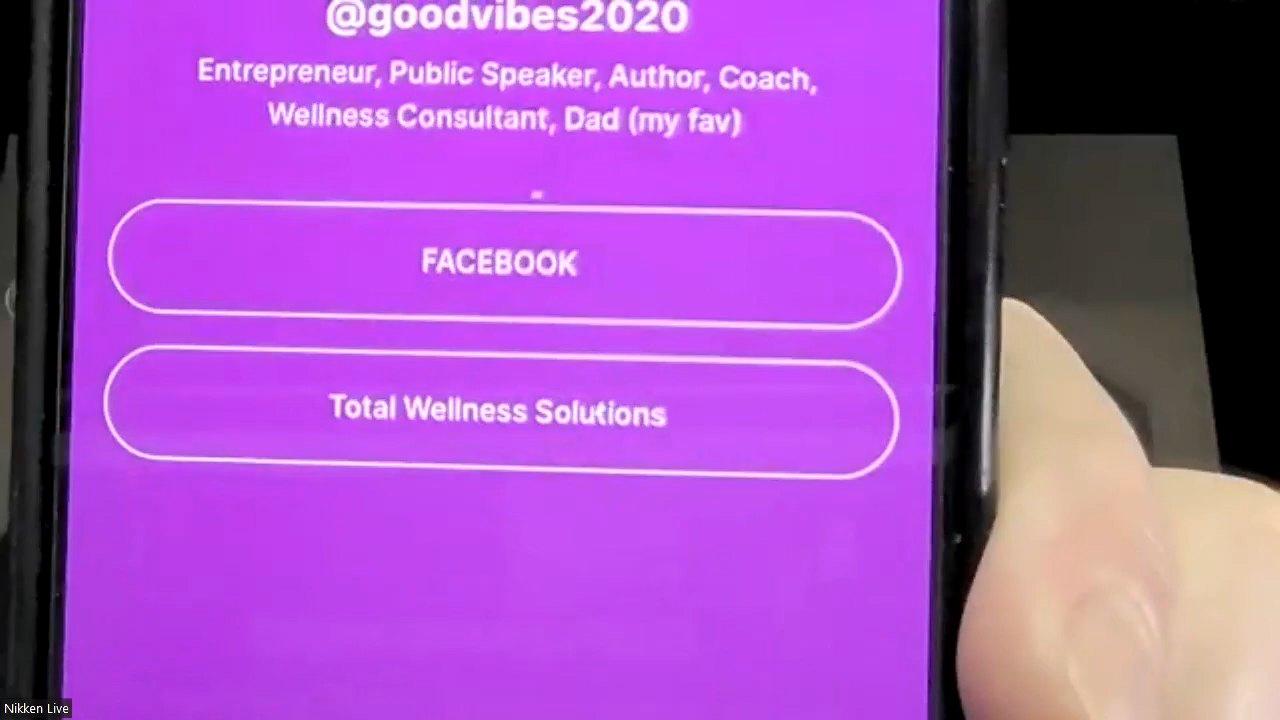 @goodvibes2020
Entrepreneur, Public Speaker, Author, Coach,
Wellness Consultant, Dad (my fav)
FACEBOOK
Total Wellness Solutions
Nikken Live